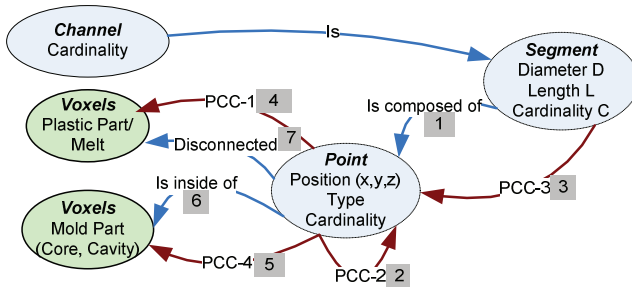 Channel
Cardinality
Is
Segment
Diameter D
Length L
Cardinality C
Voxels
Plastic Part/
Melt
PCC-1 4
Is composed of
1
Disconnected 7
Point
Position (x,y,z)
Type
Cardinality
PCC-3 3
Is inside of
6
Voxels
Mold Part
(Core, Cavity)
PCC-4 5
PCC-2 2